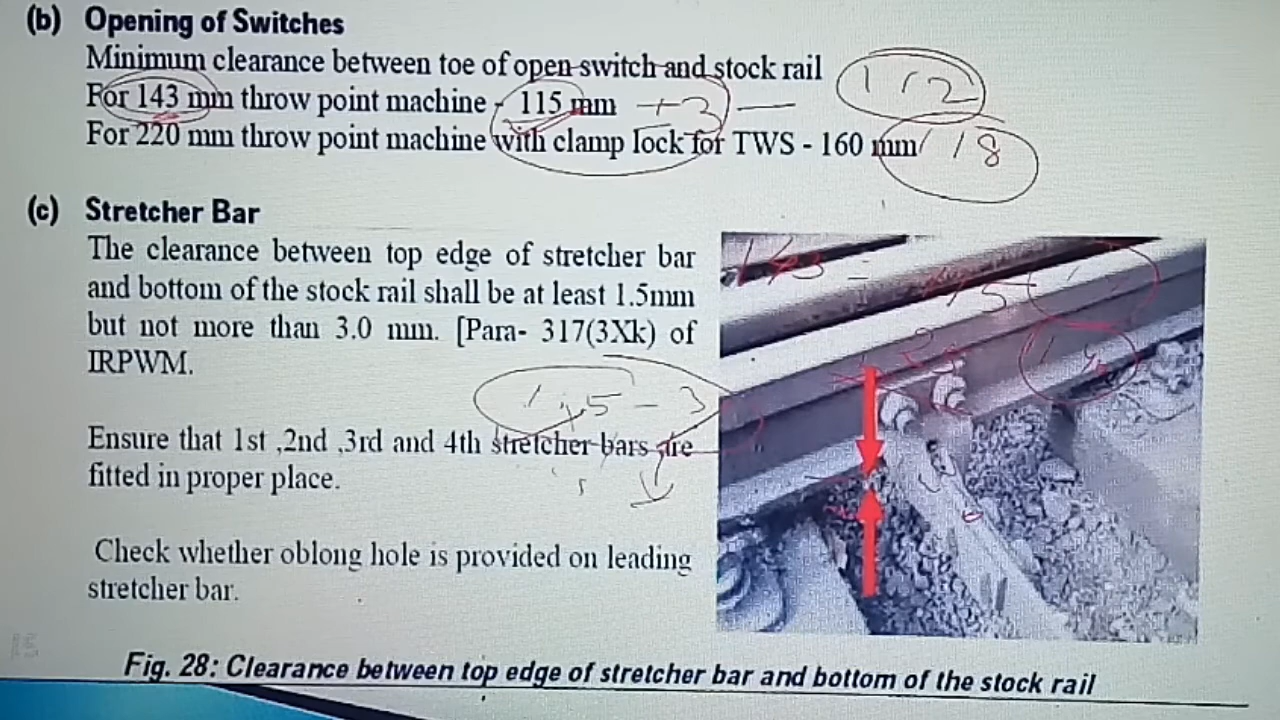 (b) Opening of Switches
Minimum clearance between toe of open switch and stock rail
For 143 mm throw point machine - 115 mm +3 —
For 220 mm throw point machine with clamp lock for TWS - 160 mm
118
(c) Stretcher Bar
The clearance between top edge of stretcher bar
and bottom of the stock rail shall be at least 1.5mm
but not more than 3.0 mm. [Para- 317(3Xk) of
IRPWM.
1.5 - 3
Ensure that 1st ,2nd ,3rd and 4th stretcher bars are
fitted in proper place.
Check whether oblong hole is provided on leading
stretcher bar.
Fig. 28: Clearance between top edge of stretcher bar and bottom of the stock rail